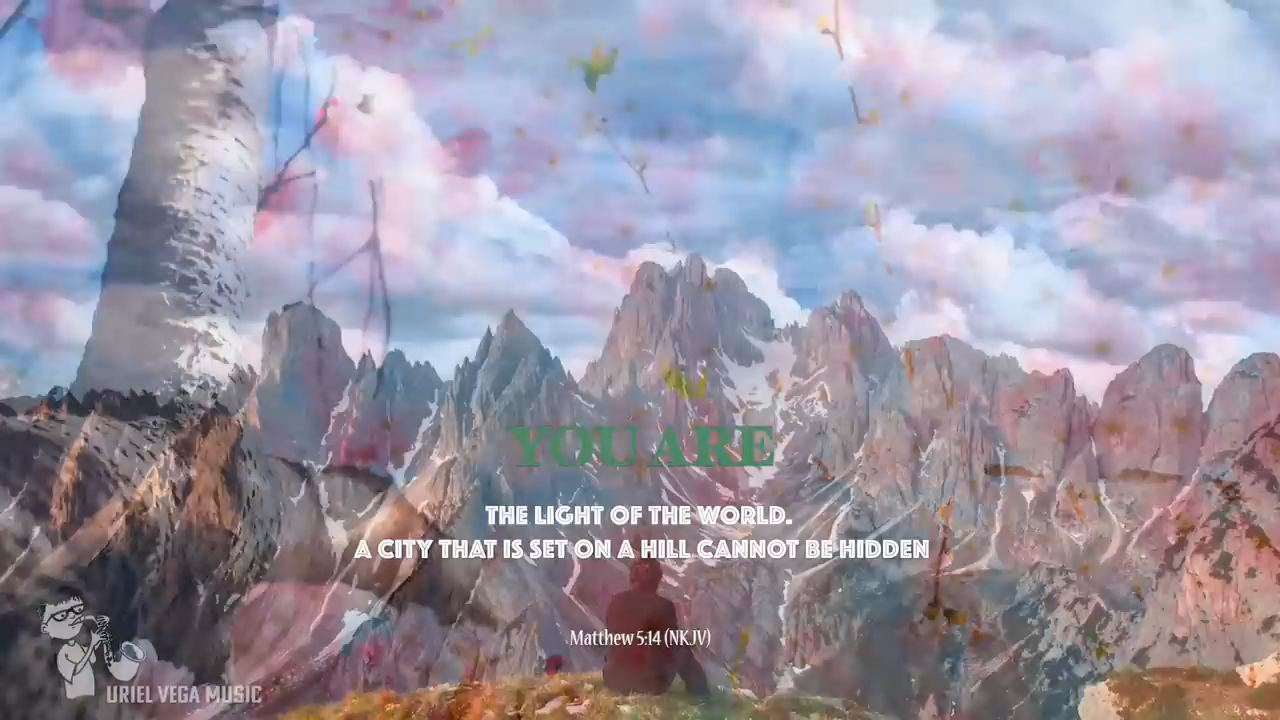 YOU ARE
THE LIGHT OF THE WORLD.
A CITY THAT IS SET ON A HILL CANNOT BE HIDDEN
Matthew 5:14 (NKJV)
URIEL VEGA MUSIC